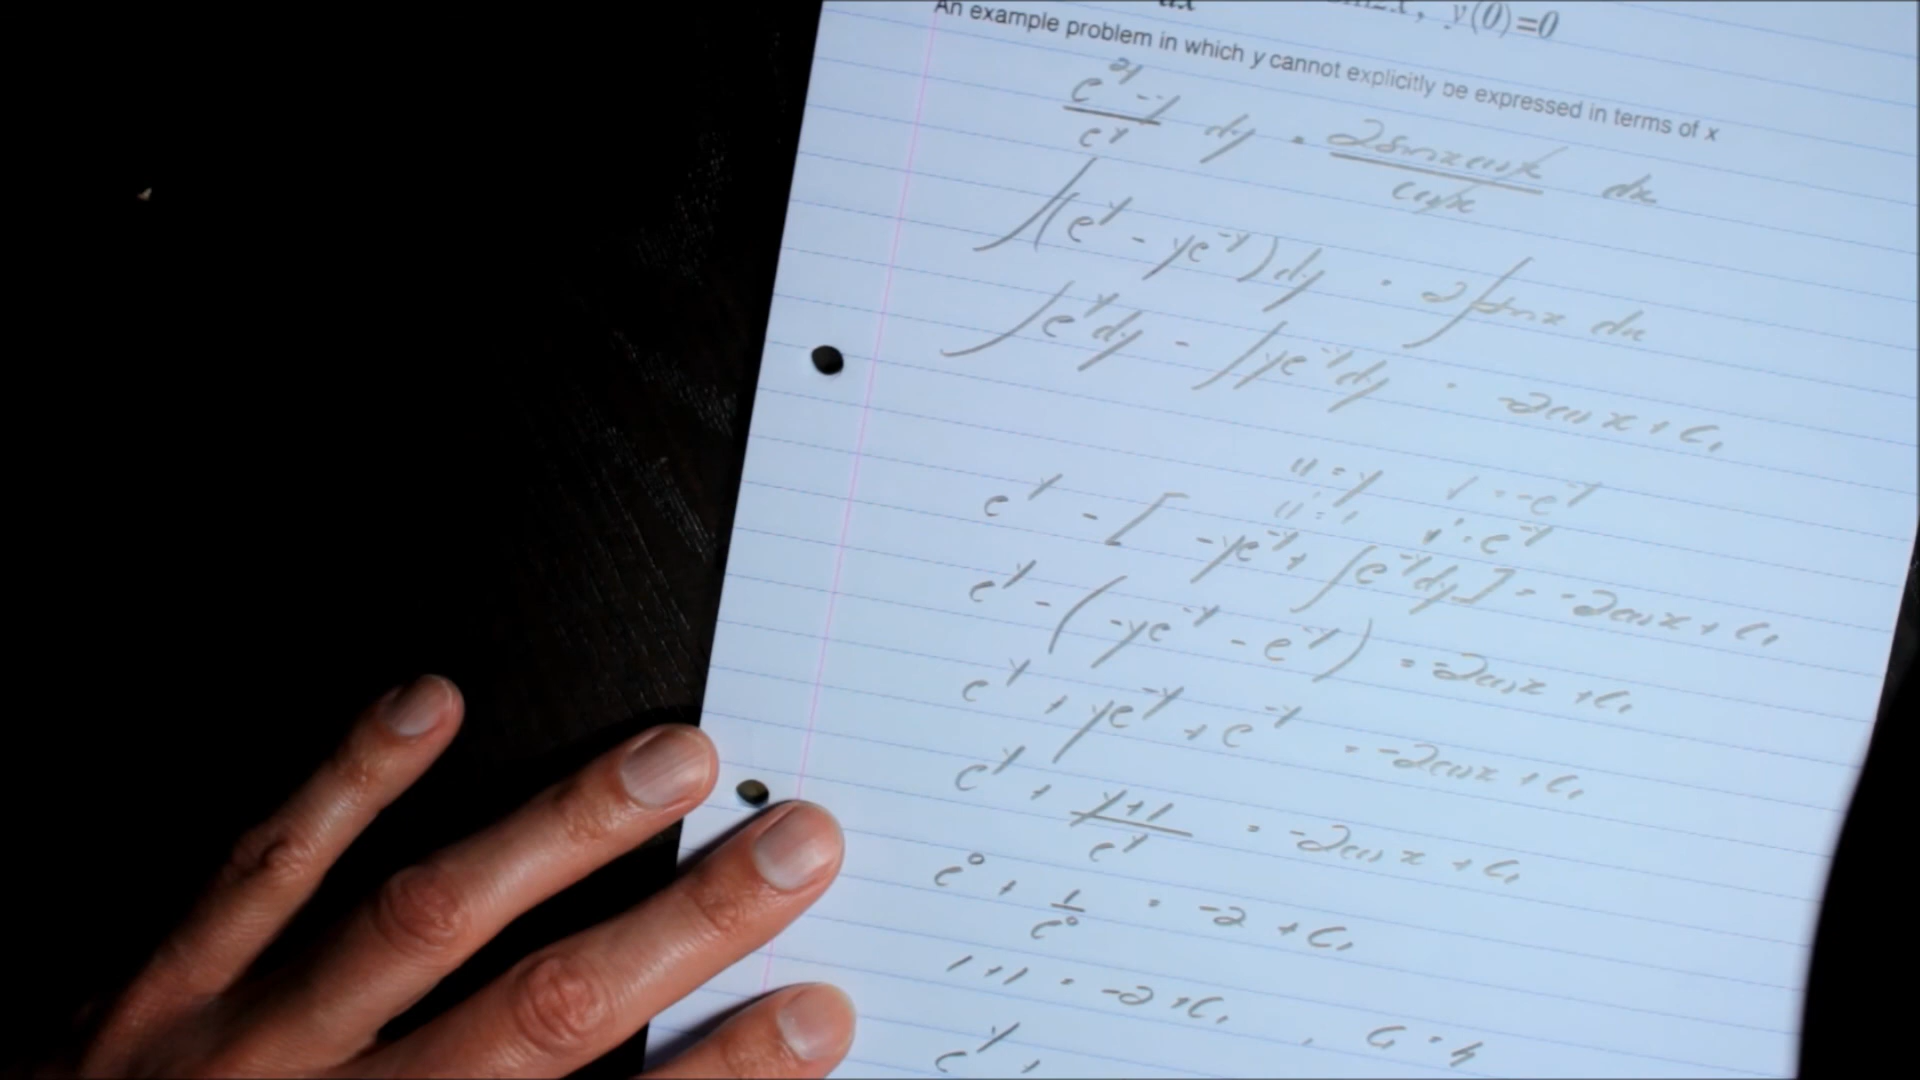 y(0)=0
An example problem in which y cannot explicitly be expressed in terms of x
(e^{2y} - y)/e^y dy = 2sinxcosx/cosx dx
∫(e^y - ye^{-y})dy = 2∫sinx dx
∫e^y dy - ∫ye^{-y}dy = -2cosx + C₁
u = y v = -e^{-y}
u' = 1 v' = e^{-y}
e^y - [-ye^{-y} + ∫e^{-y}dy] = -2cosx + C₁
e^y - (-ye^{-y} - e^{-y}) = -2cosx + C₁
e^y + ye^{-y} + e^{-y} = -2cosx + C₁
e^y + (y+1)/e^y = -2cosx + C₁
e^0 + 1/e^0 = -2 + C₁
1+1 = -2+C₁, C₁ = 4
e^y +